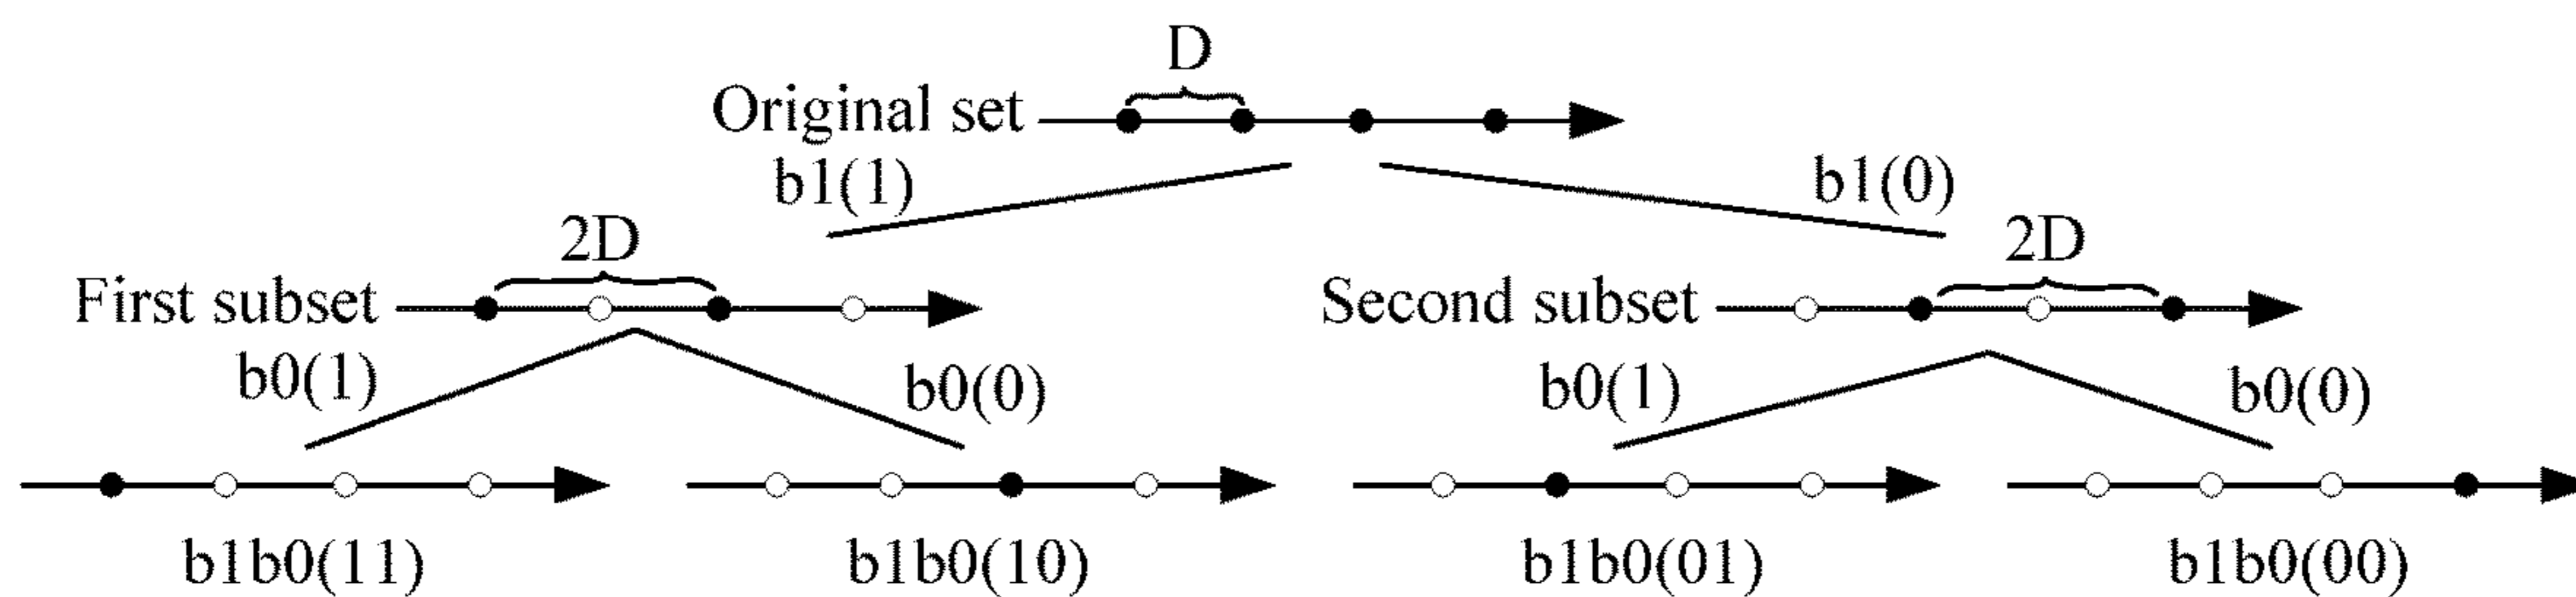 D
Original set
b1(1) b1(0)
2D 2D
First subset Second subset
b0(1) b0(0) b0(1) b0(0)
b1b0(11) b1b0(10) b1b0(01) b1b0(00)